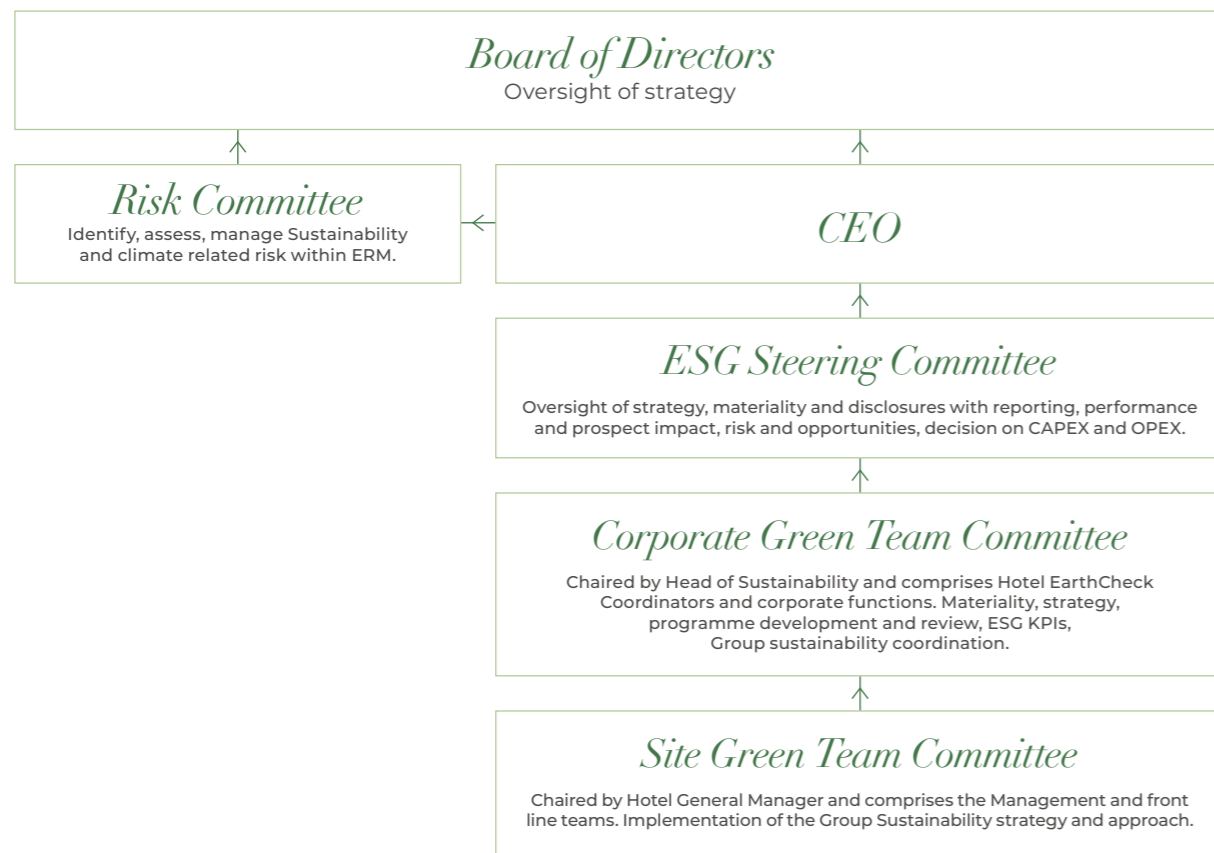 Board of Directors
Oversight of strategy
Risk Committee
Identify, assess, manage Sustainability
and climate related risk within ERM.
CEO
ESG Steering Committee
Oversight of strategy, materiality and disclosures with reporting, performance
and prospect impact, risk and opportunities, decision on CAPEX and OPEX.
Corporate Green Team Committee
Chaired by Head of Sustainability and comprises Hotel EarthCheck
Coordinators and corporate functions. Materiality, strategy,
programme development and review, ESG KPIs,
Group sustainability coordination.
Site Green Team Committee
Chaired by Hotel General Manager and comprises the Management and front
line teams. Implementation of the Group Sustainability strategy and approach.